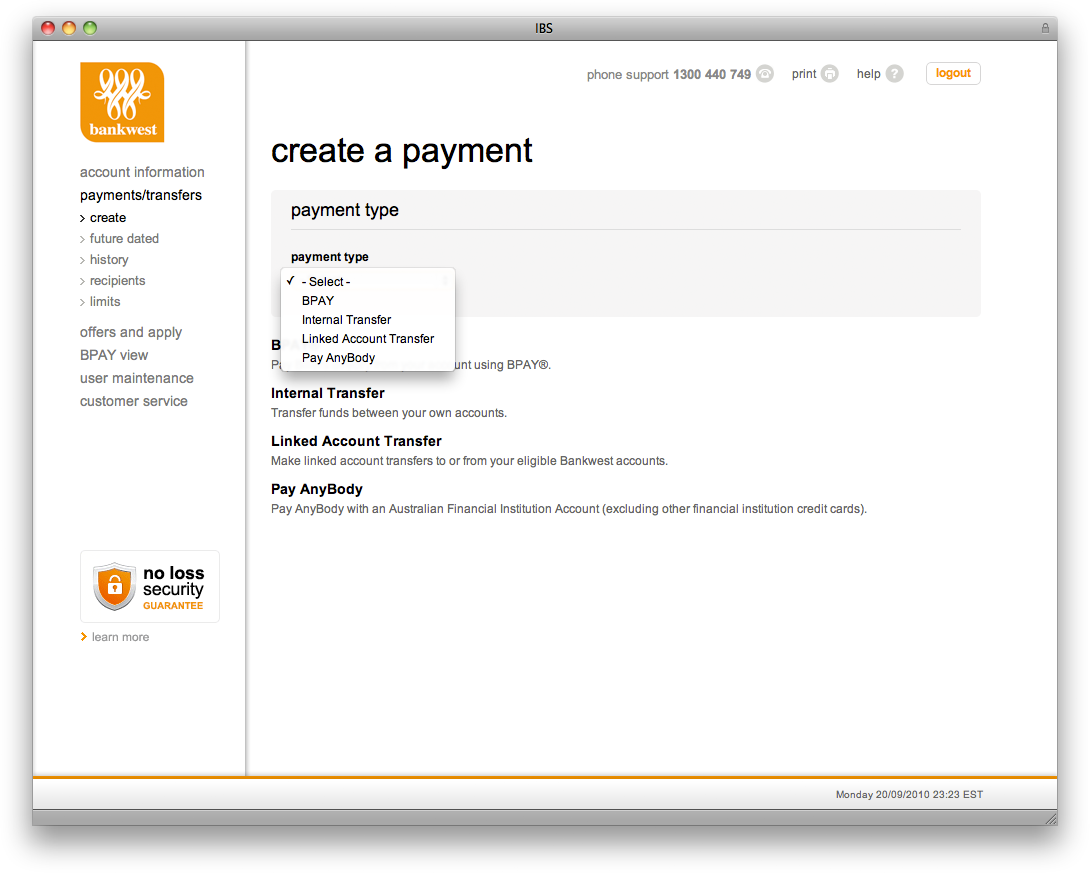 IBS
bankwest
phone support 1300 440 749
print
help ?
logout
account information
payments/transfers
> create
> future dated
> history
> recipients
> limits
offers and apply
BPAY view
user maintenance
customer service
no loss
security
GUARANTEE
> learn more
create a payment
payment type
payment type
✓ - Select -
BPAY
Internal Transfer
Linked Account Transfer
Pay AnyBody
using BPAY®.
Internal Transfer
Transfer funds between your own accounts.
Linked Account Transfer
Make linked account transfers to or from your eligible Bankwest accounts.
Pay AnyBody
Pay AnyBody with an Australian Financial Institution Account (excluding other financial institution credit cards).
Monday 20/09/2010 23:23 EST